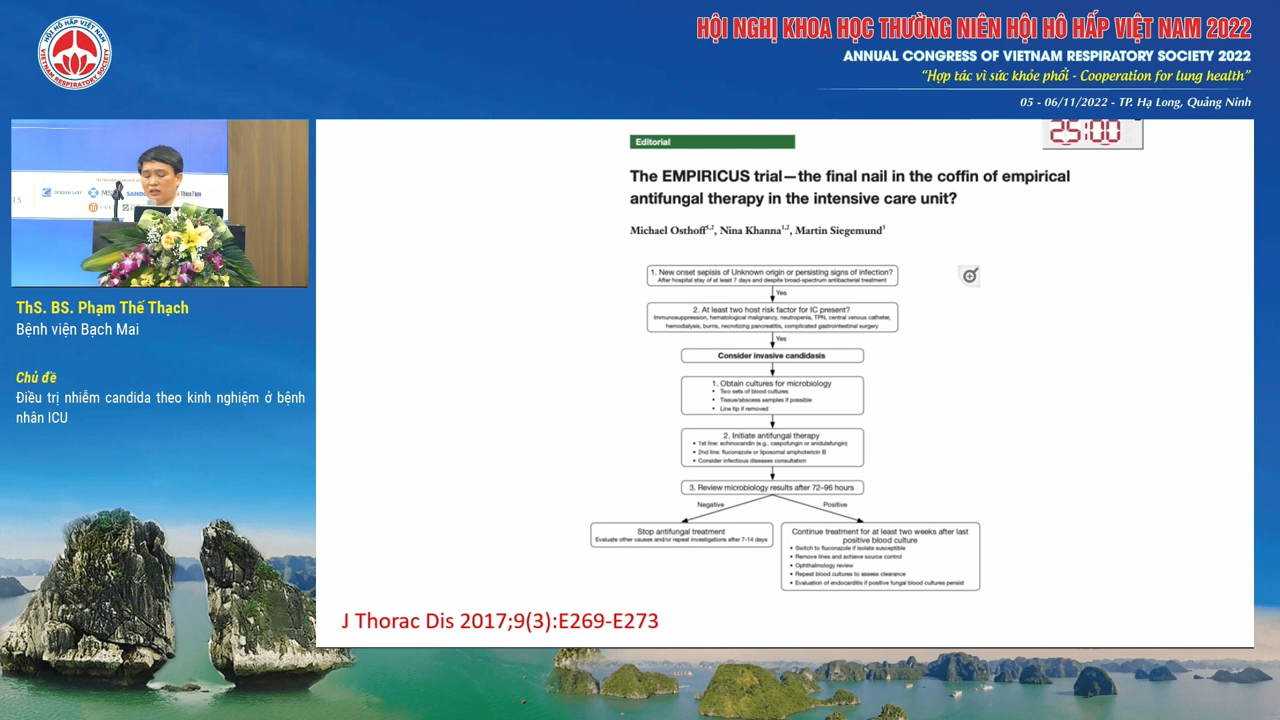 HỘI HÔ HẤP VIỆT NAM
VIETNAM RESPIRATORY SOCIETY
HỘI NGHỊ KHOA HỌC THƯỜNG NIÊN HỘI HÔ HẤP VIỆT NAM 2022
ANNUAL CONGRESS OF VIETNAM RESPIRATORY SOCIETY 2022
“Hợp tác vì sức khỏe phổi - Cooperation for lung health”
05 - 06/11/2022 - TP. Hạ Long, Quảng Ninh
ThS. BS. Phạm Thế Thạch
Bệnh viện Bạch Mai
Chủ đề
Điều trị nhiễm candida theo kinh nghiệm ở bệnh
nhân ICU
25:00
Editorial
The EMPIRICUS trial—the final nail in the coffin of empirical
antifungal therapy in the intensive care unit?
Michael Osthoff1,2, Nina Khanna1,2, Martin Siegemund3
1. New onset sepisis of Unknown origin or persisting signs of infection?
After hospital stay of at least 7 days and despite broad-spectrum antibacterial treatment
Yes
2. At least two host risk factor for IC present?
Immunosuppression, hematological malignancy, neutropenia, TPN, central venous catheter,
hemodialysis, burns, necrotizing pancreatitis, complicated gastrointestinal surgery
Yes
Consider invasive candidasis
1. Obtain cultures for microbiology
• Two sets of blood cultures
• Tissue/abscess samples if possible
• Line tip if removed
2. Initiate antifungal therapy
• 1st line: echinocandin (e.g., caspofungin or anidulafungin)
• 2nd line: fluconazole or liposomal amphotericin B
• Consider infectious diseases consultation
3. Review microbiology results after 72–96 hours
Negative
Positive
Stop antifungal treatment
Evaluate other causes and/or repeat investigations after 7-14 days
Continue treatment for at least two weeks after last
positive blood culture
• Switch to fluconazole if isolate susceptible
• Remove lines and achieve source control
• Ophthalmology review
• Repeat blood cultures to assess clearance
• Evaluation of endocarditis if positive fungal blood cultures persist
J Thorac Dis 2017;9(3):E269-E273